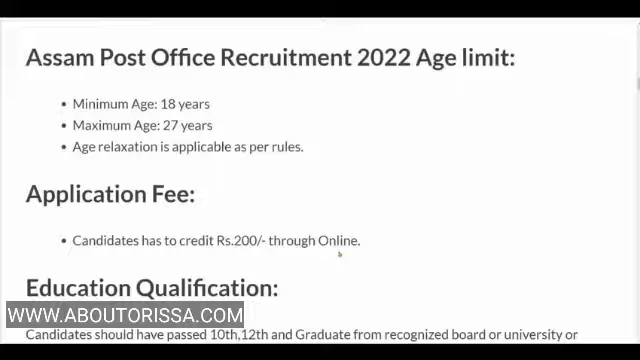 Assam Post Office Recruitment 2022 Age limit:
• Minimum Age: 18 years
• Maximum Age: 27 years
• Age relaxation is applicable as per rules.
Application Fee:
• Candidates has to credit Rs.200/- through Online.
Education Qualification:
WWW.ABOUTORISSA.COM
Candidates should have passed 10th,12th and Graduate from recognized board or university or